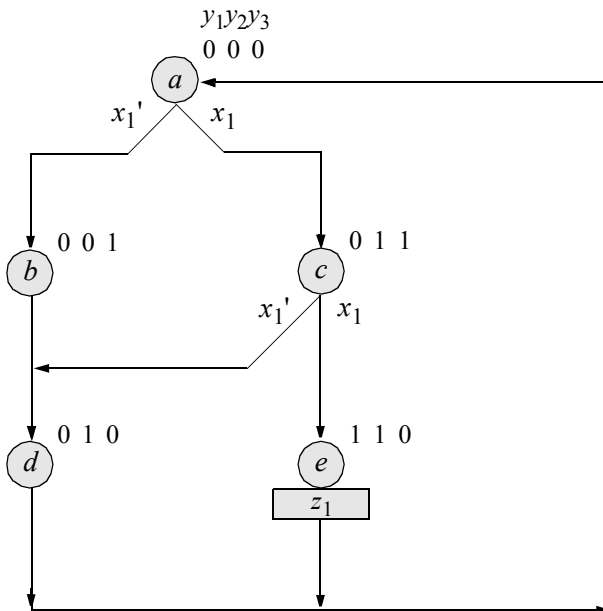 y₁y₂y₃
0 0 0
a
x₁' x₁
0 0 1
b
0 1 1
c
x₁' x₁
0 1 0
d
1 1 0
e
z₁